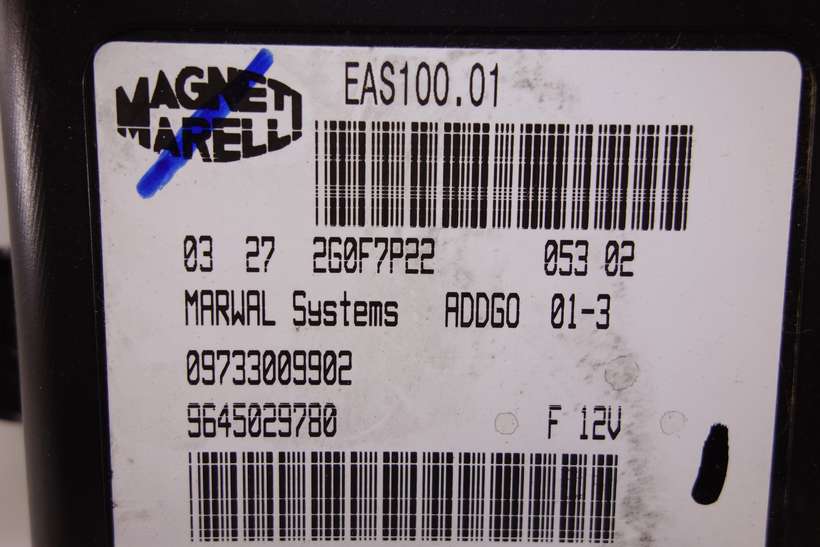 MAGNETI
MARELLI
EAS100.01
03 27 2G0F7P22 053 02
MARWAL Systems ADDGO 01-3
09733009902
9645029780
F 12V